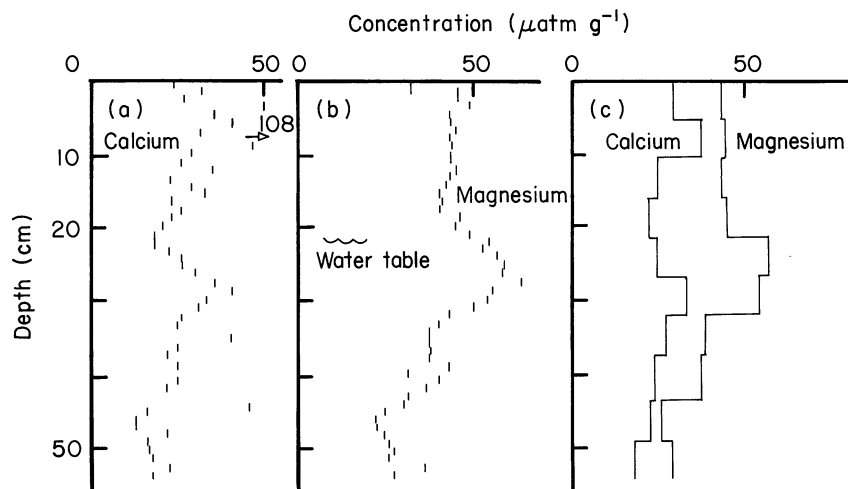 Concentration (μatm g⁻¹)
0 50 0 50 0 50
(a) (b) (c)
108
Calcium Calcium Magnesium
10
Magnesium
20
Water table
Depth (cm)
50